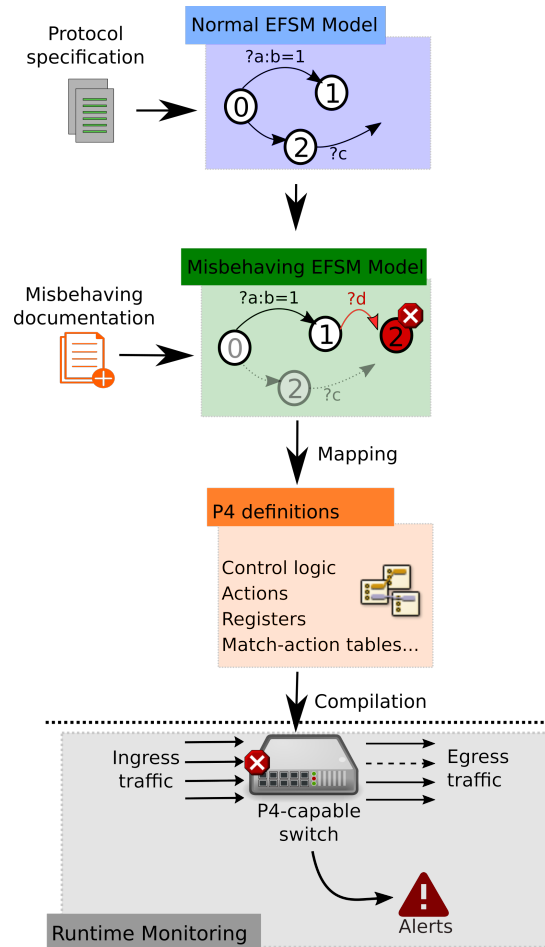 Normal EFSM Model
Protocol
specification
?a:b=1
0
1
2
?c
Misbehaving EFSM Model
Misbehaving
documentation
?a:b=1
?d
0
1
2
2
?c
Mapping
P4 definitions
Control logic
Actions
Registers
Match-action tables...
Compilation
Ingress
traffic
Egress
traffic
P4-capable
switch
Alerts
Runtime Monitoring